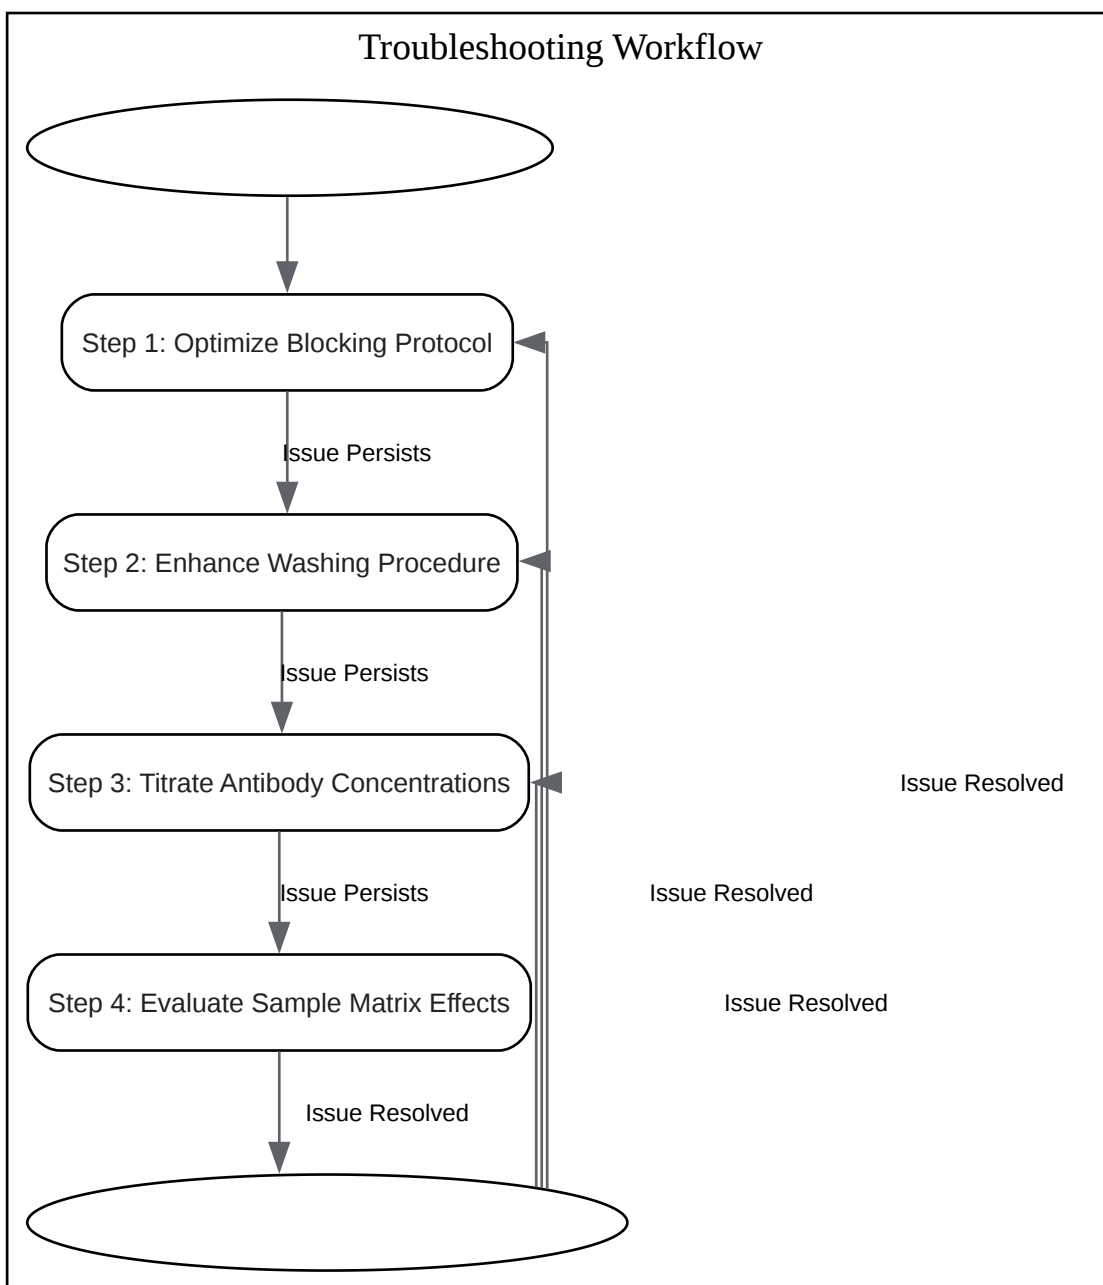 Troubleshooting Workflow
Step 1: Optimize Blocking Protocol
Issue Persists
Step 2: Enhance Washing Procedure
Issue Persists
Step 3: Titrate Antibody Concentrations
Issue Resolved
Issue Persists
Issue Resolved
Step 4: Evaluate Sample Matrix Effects
Issue Resolved
Issue Resolved